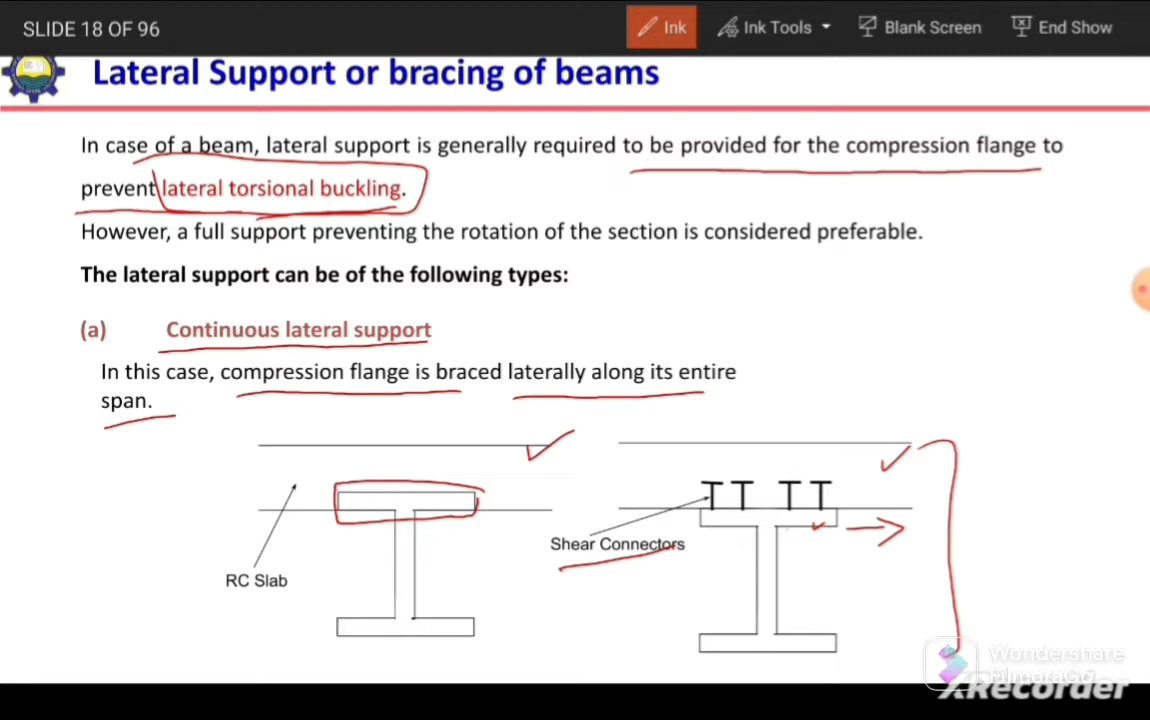 SLIDE 18 OF 96
Ink
Ink Tools
Blank Screen
End Show
Lateral Support or bracing of beams
In case of a beam, lateral support is generally required to be provided for the compression flange to
prevent lateral torsional buckling.
However, a full support preventing the rotation of the section is considered preferable.
The lateral support can be of the following types:
(a) Continuous lateral support
In this case, compression flange is braced laterally along its entire
span.
Shear Connectors
RC Slab
Wondershare
FilmoraGo
XRecorder